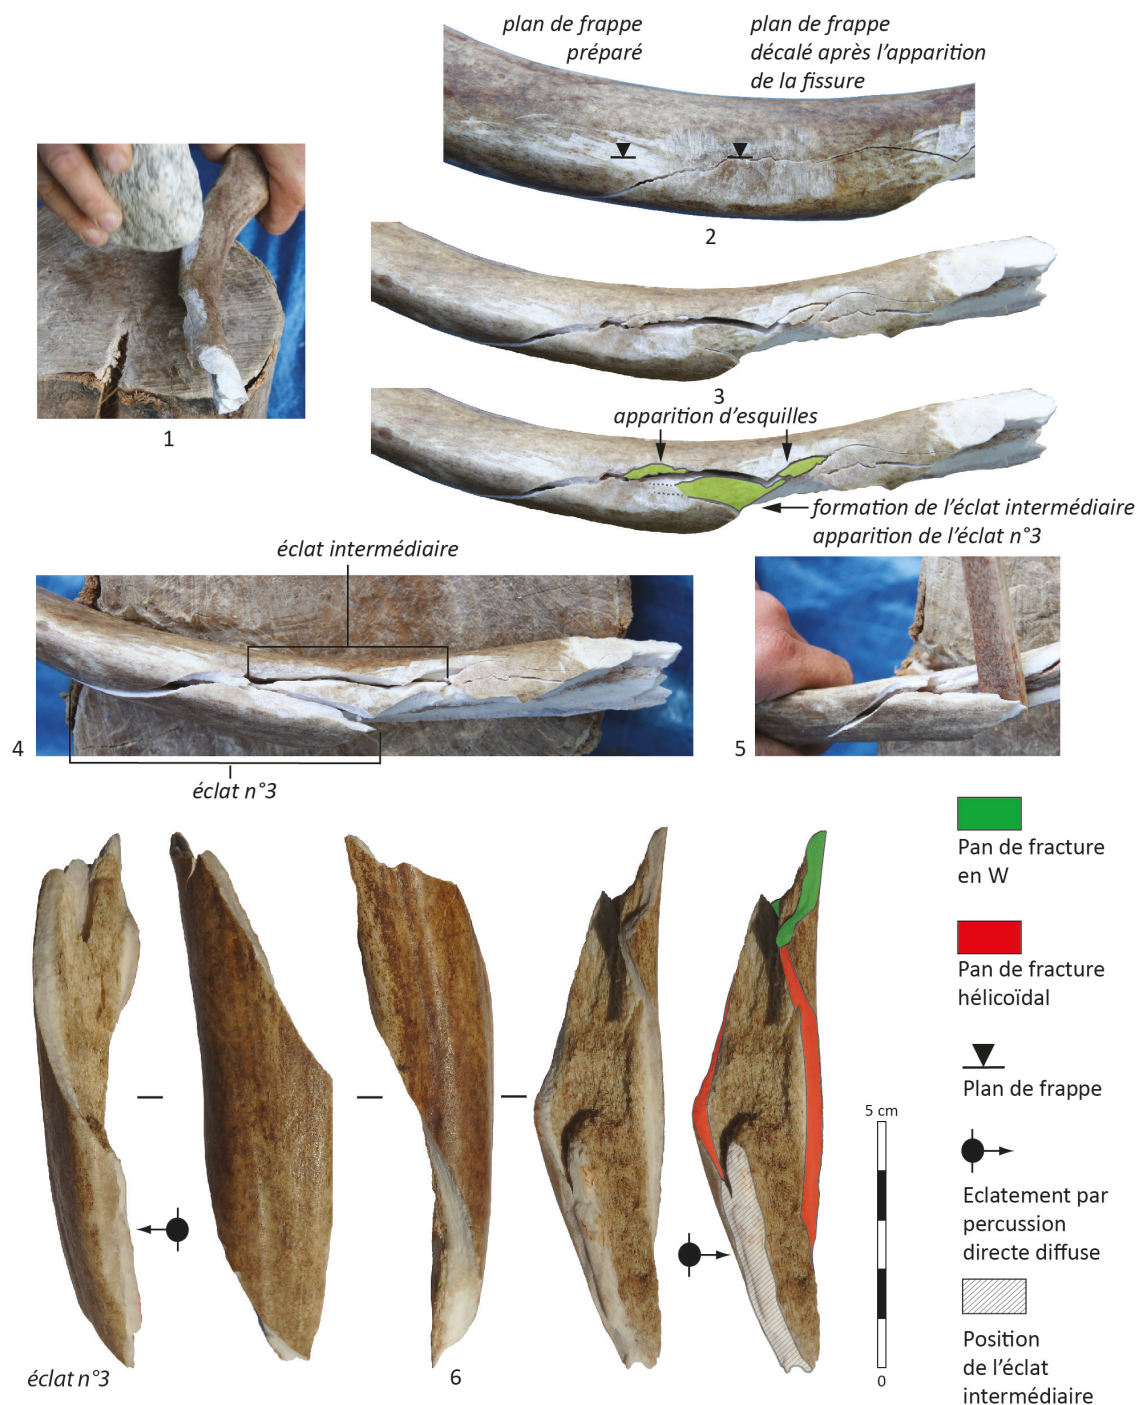 plan de frappe
préparé
plan de frappe
décalé après l'apparition
de la fissure
2
1
3
apparition d'esquilles
formation de l'éclat intermédiaire
apparition de l'éclat n°3
éclat intermédiaire
4
éclat n°3
5
Pan de fracture
en W
Pan de fracture
hélicoïdal
Plan de frappe
5 cm
Eclatement par
percussion
directe diffuse
Position
de l'éclat
intermédiaire
0
éclat n°3
6